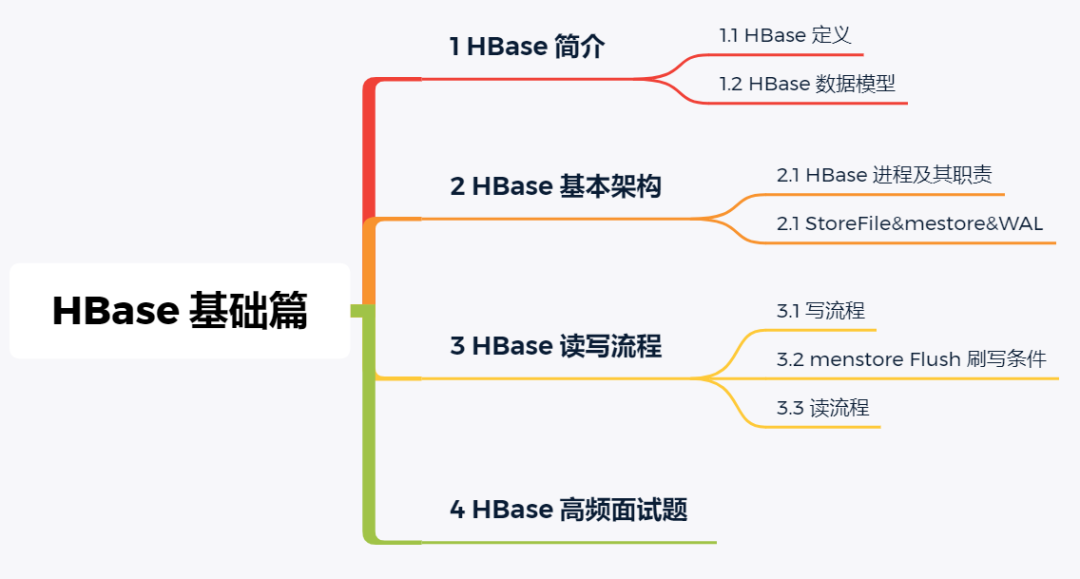 HBase 基础篇
1 HBase 简介
1.1 HBase 定义
1.2 HBase 数据模型
2 HBase 基本架构
2.1 HBase 进程及其职责
2.1 StoreFile&mestore&WAL
3 HBase 读写流程
3.1 写流程
3.2 menstore Flush 刷写条件
3.3 读流程
4 HBase 高频面试题